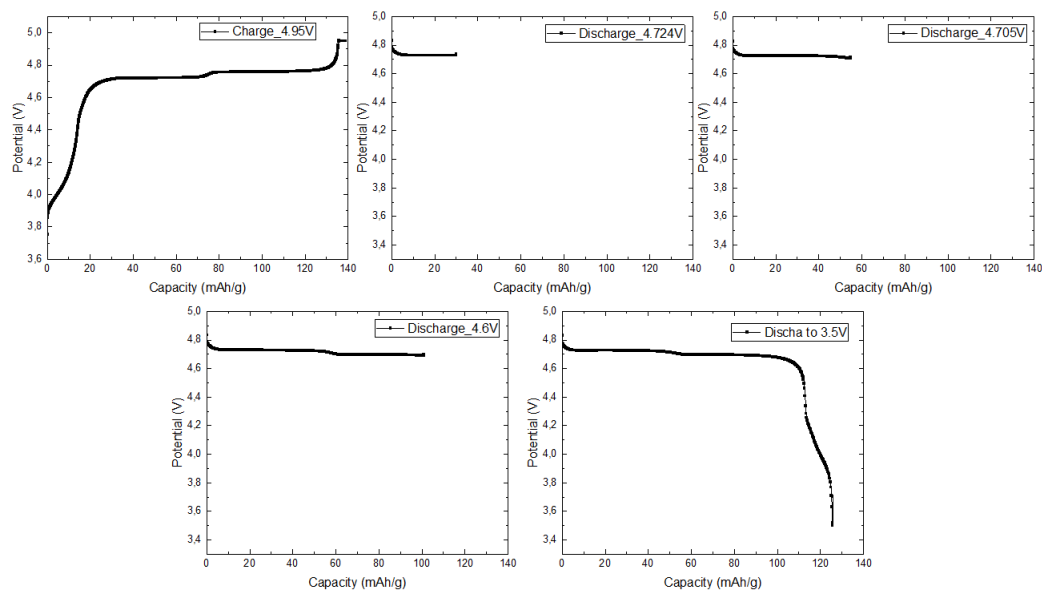 Charge_4.95V
Potential (V)
5,0
4,8
4,6
4,4
4,2
4,0
3,8
3,6
0 20 40 60 80 100 120 140
Capacity (mAh/g)
Discharge_4.724V
Potential (V)
5,0
4,8
4,6
4,4
4,2
4,0
3,8
3,6
3,4
0 20 40 60 80 100 120 140
Capacity (mAh/g)
Discharge_4.705V
Potential (V)
5,0
4,8
4,6
4,4
4,2
4,0
3,8
3,6
3,4
0 20 40 60 80 100 120 140
Capacity (mAh/g)
Discharge_4.6V
Potential (V)
5,0
4,8
4,6
4,4
4,2
4,0
3,8
3,6
3,4
0 20 40 60 80 100 120 140
Capacity (mAh/g)
Discha to 3.5V
Potential (V)
5,0
4,8
4,6
4,4
4,2
4,0
3,8
3,6
3,4
0 20 40 60 80 100 120 140
Capacity (mAh/g)